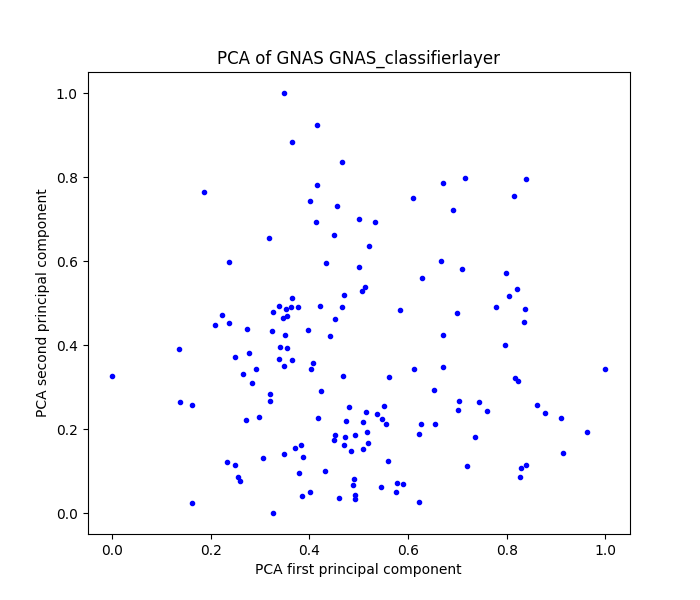 PCA of GNAS GNAS_classifierlayer
1.0
0.8
0.6
0.4
0.2
0.0
PCA second principal component
0.0 0.2 0.4 0.6 0.8 1.0
PCA first principal component